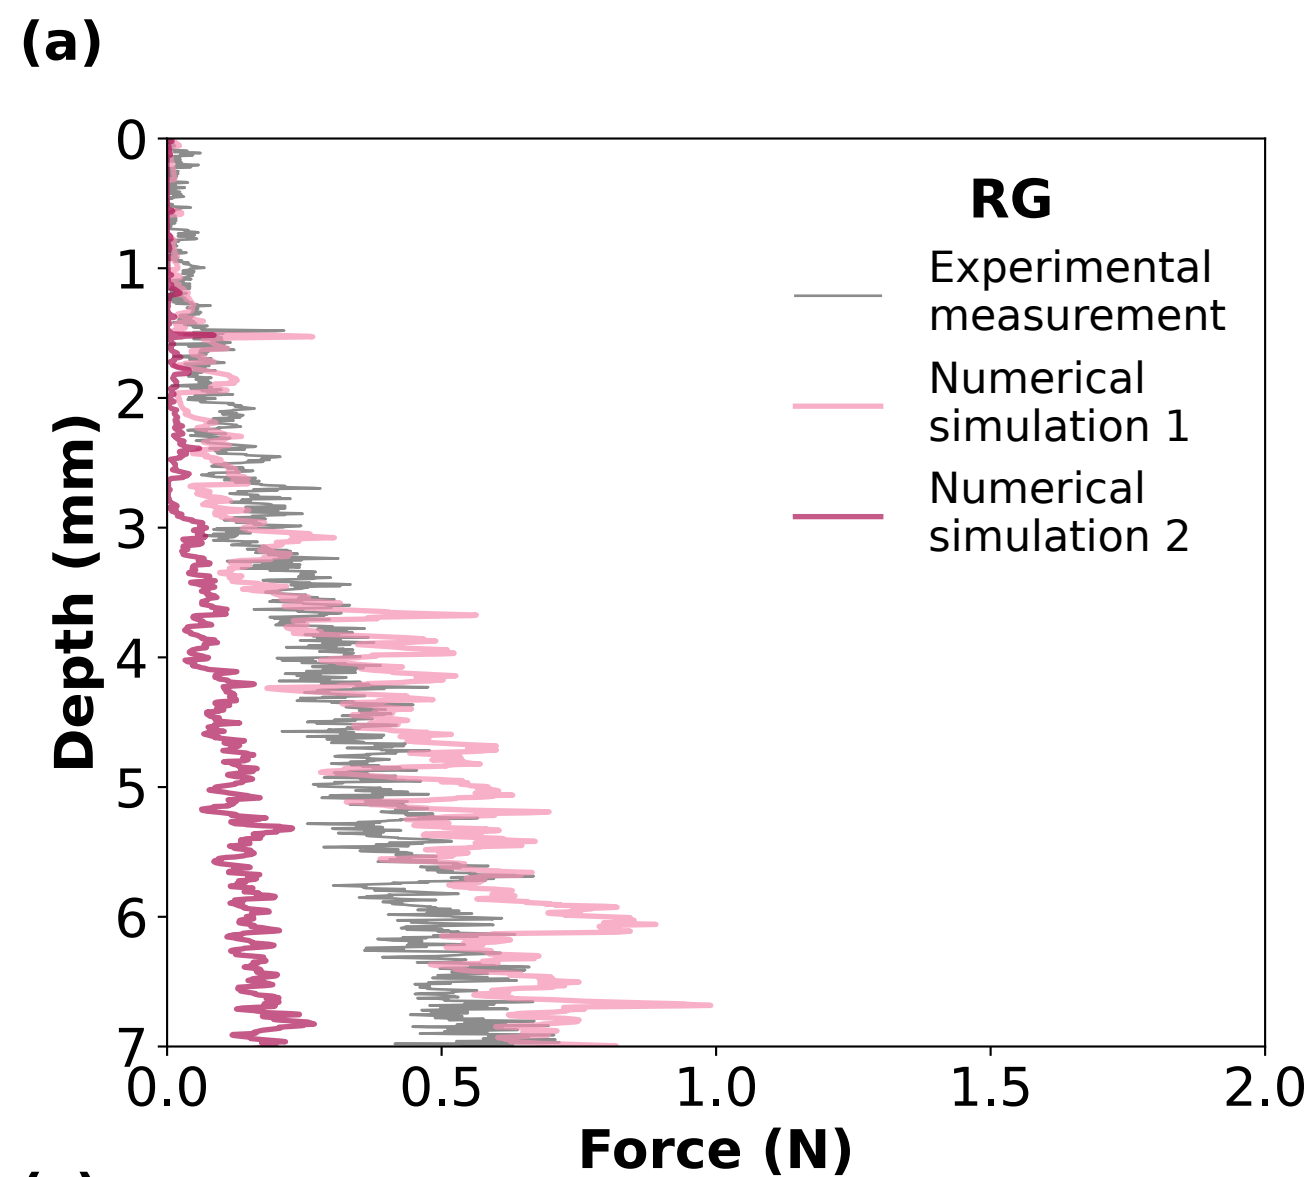 (a)
0
1
2
3
4
5
6
7
Depth (mm)
RG
Experimental
measurement
Numerical
simulation 1
Numerical
simulation 2
0.0 0.5 1.0 1.5 2.0
Force (N)